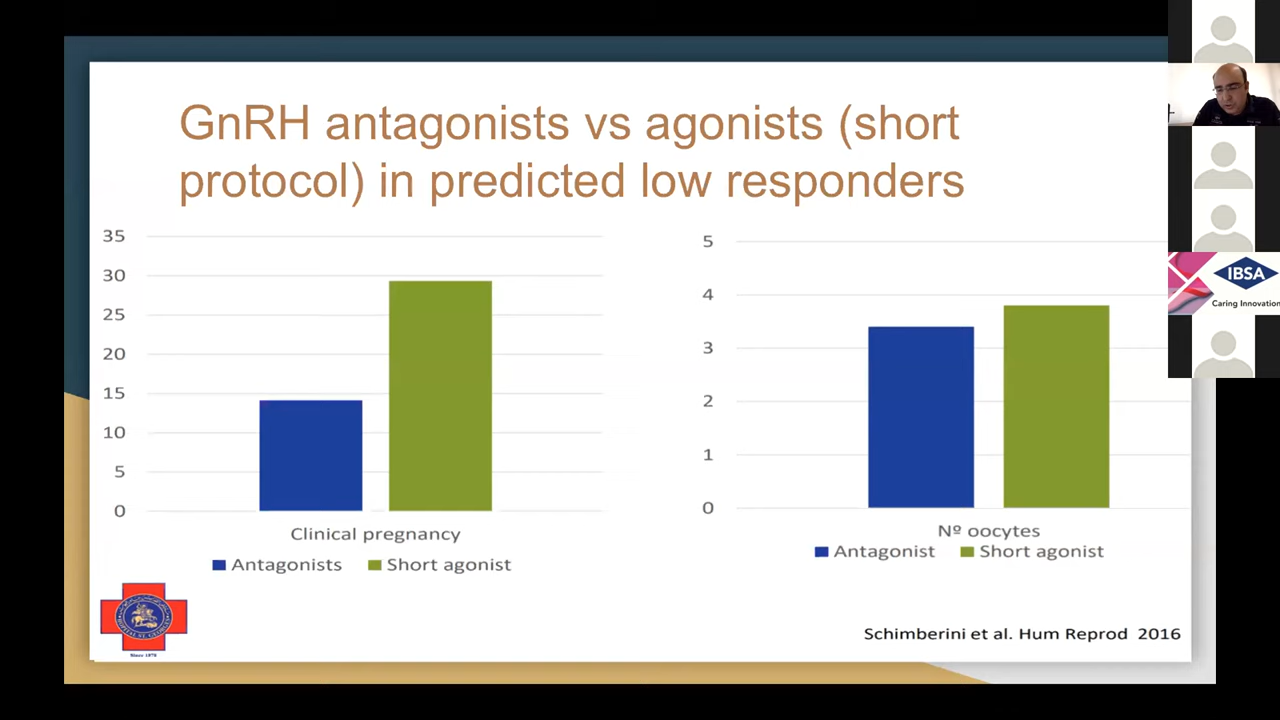 GnRH antagonists vs agonists (short
protocol) in predicted low responders
35
30
25
20
15
10
5
0
Clinical pregnancy
Antagonists
Short agonist
5
4
3
2
1
0
Nº oocytes
Antagonist
Short agonist
Schimberini et al. Hum Reprod 2016
Since 1878
IBSA
Caring Innovation